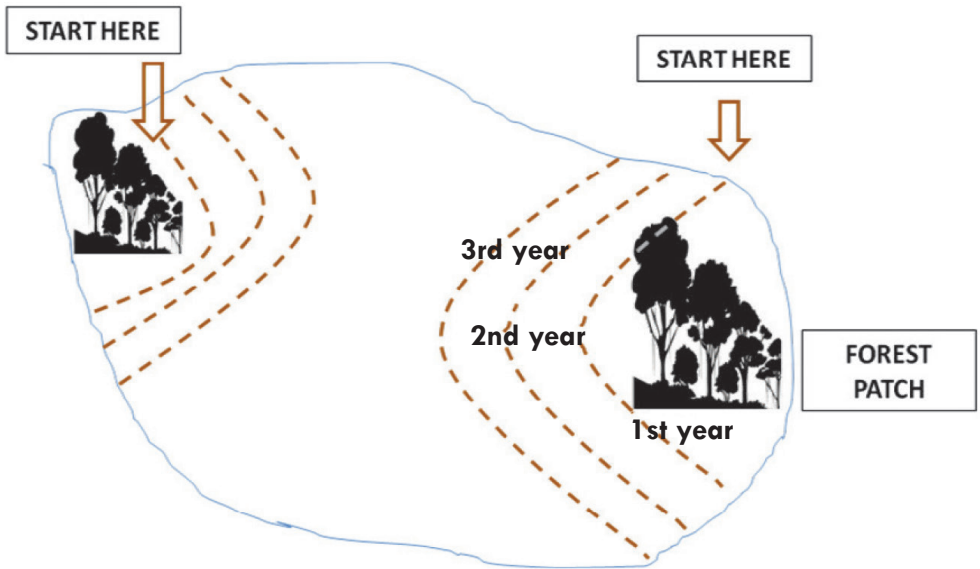 START HERE
START HERE
3rd year
2nd year
FOREST
PATCH
1st year